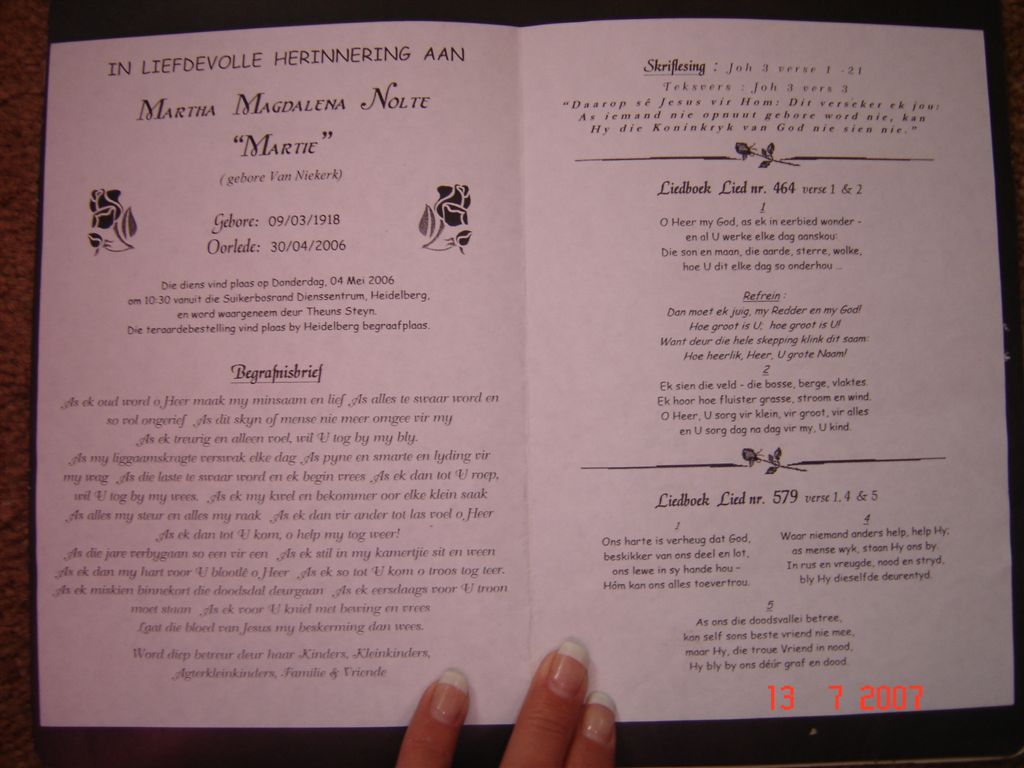 IN LIEFDEVOLLE HERINNERING AAN
MARTHA MAGDALENA NOLTE
"MARTIE"
( gebore Van Niekerk)
Gebore: 09/03/1918
Oorlede: 30/04/2006
Die diens vind plaas op Donderdag, 04 Mei 2006
om 10:30 vanuit die Suikerbosrand Dienssentrum, Heidelberg,
en word waargeneem deur Theuns Steyn.
Die teraardebestelling vind plaas by Heidelberg begraafplaas.
Begrafnisbrief
As ek oud word o Heer maak my minsaam en lief As alles te swaar word en
so vol ongerief As dit skyn of mense nie meer omgee vir my
As ek treurig en alleen voel, wil U tog by my bly.
As my liggaamskragte verswak elke dag As pyne en smarte en lyding vir
my wag As die laste te swaar word en ek begin vrees As ek dan tot U roep,
wil U tog by my wees. As ek my kwel en bekommer oor elke klein saak
As alles my steur en alles my raak As ek dan vir ander tot las voel o Heer
As ek dan tot U kom, o help my tog weer!
As die jare verbygaan so een vir een As ek stil in my kamertjie sit en ween
As ek dan my hart voor U blootlê o Heer As ek so tot U kom o troos tog teer.
As ek miskien binnekort die doodsdal deurgaan As ek eersdaags voor U troon
moet staan As ek voor U kniel met bewing en vrees
Laat die bloed van Jesus my beskerming dan wees.
Word diep betreur deur haar Kinders, Kleinkinders,
Agterkleinkinders, Familie & Vriende
Skriflesing : Joh 3 verse 1 -21
Teksvers : Joh 3 vers 3
"Daarop sê Jesus vir Hom: Dit verseker ek jou:
As iemand nie opnuut gebore word nie, kan
Hy die Koninkryk van God nie sien nie."
Liedboek Lied nr. 464 verse 1 & 2
1
O Heer my God, as ek in eerbied wonder -
en al U werke elke dag aanskou:
Die son en maan, die aarde, sterre, wolke,
hoe U dit elke dag so onderhou ...
Refrein :
Dan moet ek juig, my Redder en my God!
Hoe groot is U; hoe groot is U!
Want deur die hele skepping klink dit saam:
Hoe heerlik, Heer, U grote Naam!
2
Ek sien die veld - die bosse, berge, vlaktes.
Ek hoor hoe fluister grasse, stroom en wind.
O Heer, U sorg vir klein, vir groot, vir alles
en U sorg dag na dag vir my, U kind.
Liedboek Lied nr. 579 verse 1, 4 & 5
1
Ons harte is verheug dat God,
beskikker van ons deel en lot,
ons lewe in sy hande hou -
Hóm kan ons alles toevertrou.
4
Waar niemand anders help, help Hy;
as mense wyk, staan Hy ons by.
In rus en vreugde, nood en stryd,
bly Hy dieselfde deurentyd.
5
As ons die doodsvallei betree,
kan self sons beste vriend nie mee,
maar Hy, die troue Vriend in nood,
Hy bly by ons déúr graf en dood.
13 7 2007